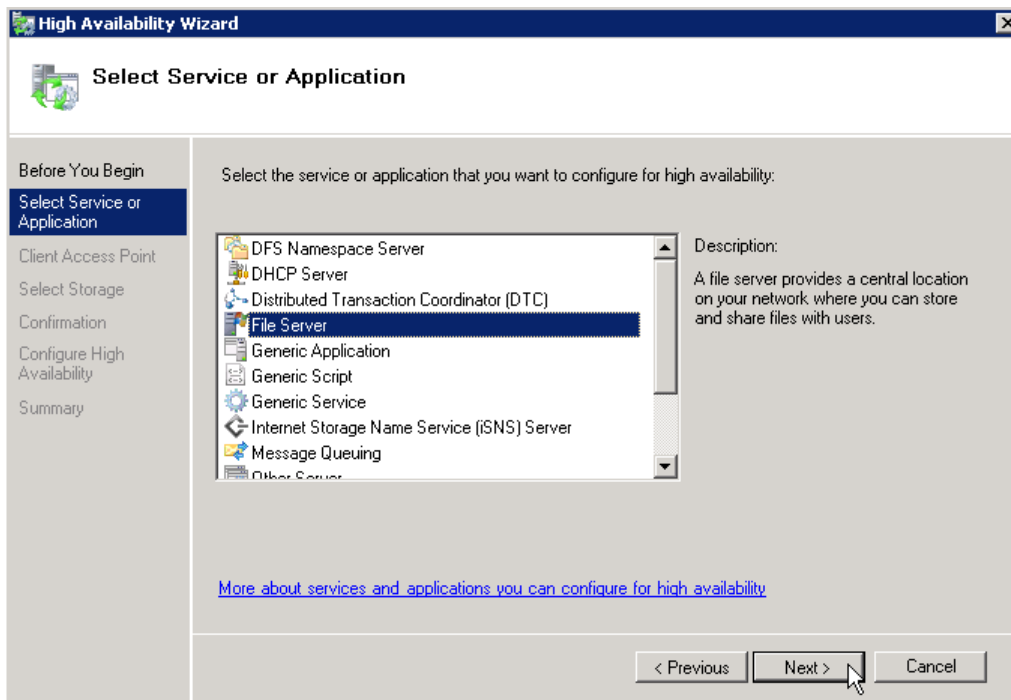 High Availability Wizard
Select Service or Application
Before You Begin
Select Service or
Application
Client Access Point
Select Storage
Confirmation
Configure High
Availability
Summary
Select the service or application that you want to configure for high availability:
DFS Namespace Server
DHCP Server
Distributed Transaction Coordinator (DTC)
File Server
Generic Application
Generic Script
Generic Service
Internet Storage Name Service (iSNS) Server
Message Queuing
Other Server
Description:
A file server provides a central location
on your network where you can store
and share files with users.
More about services and applications you can configure for high availability
< Previous
Next >
Cancel